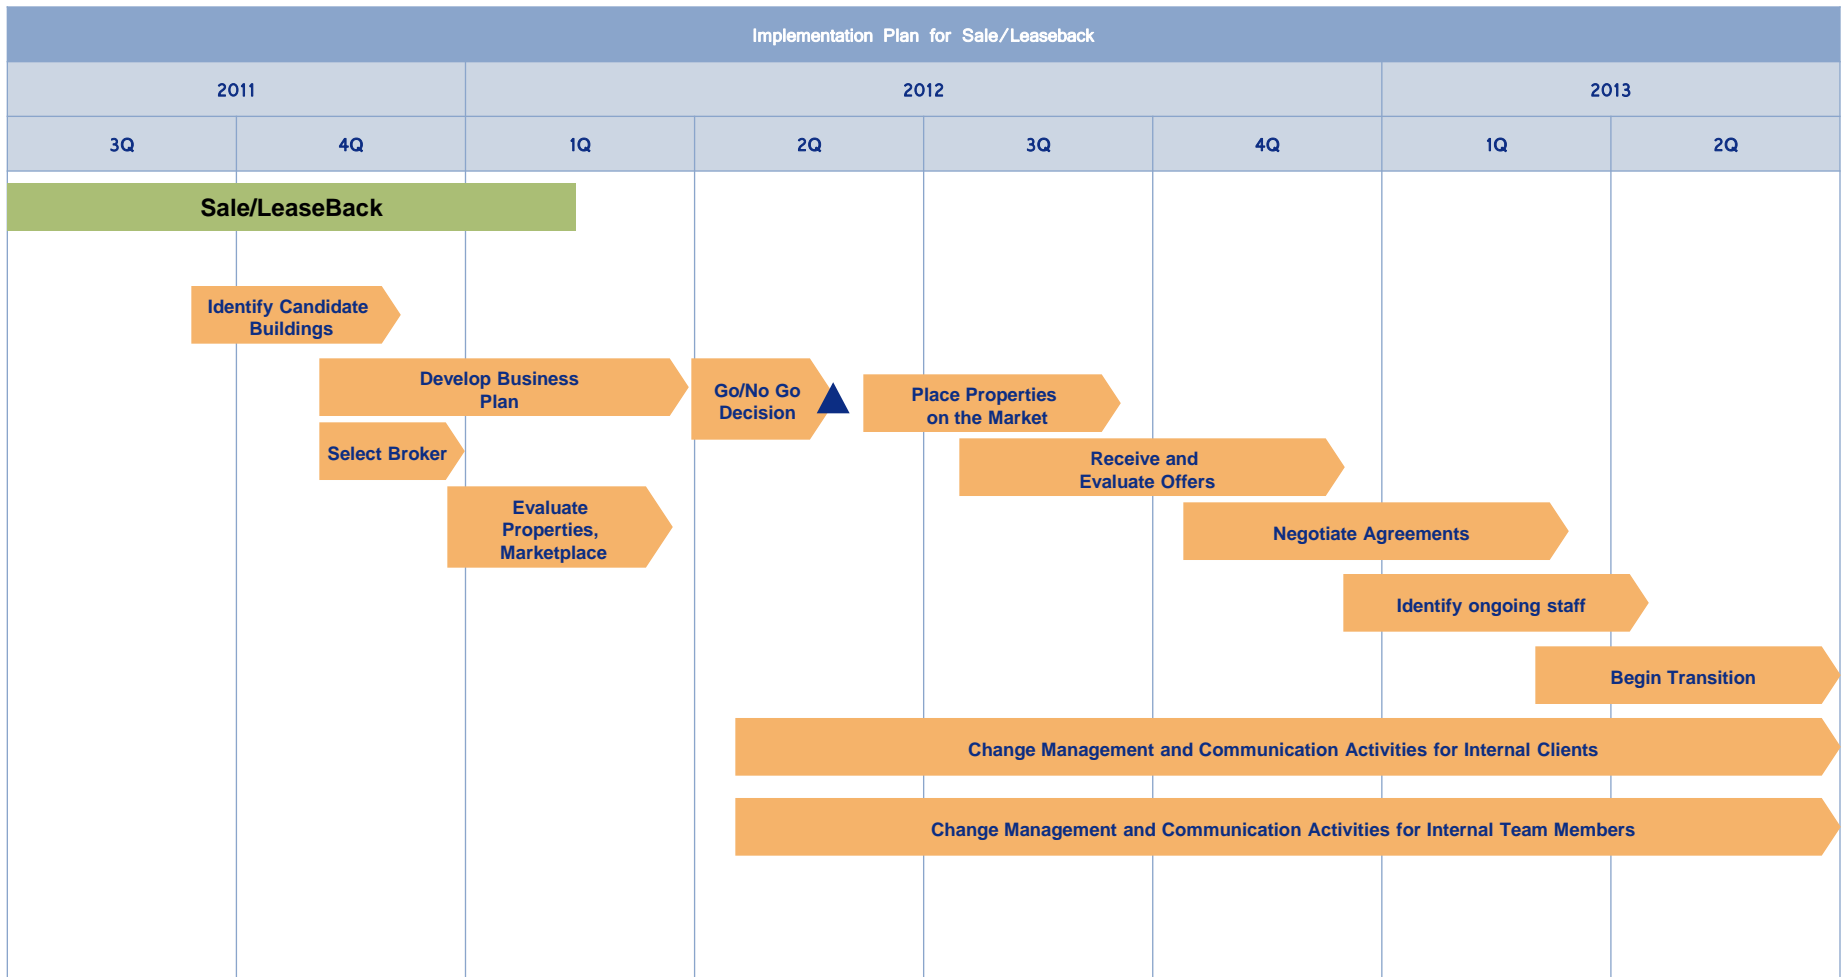 Implementation Plan for Sale/Leaseback
2011 2012 2013
3Q 4Q 1Q 2Q 3Q 4Q 1Q 2Q
Sale/LeaseBack
Identify Candidate
Buildings
Develop Business
Plan
Go/No Go
Decision
Place Properties
on the Market
Select Broker
Receive and
Evaluate Offers
Evaluate
Properties,
Marketplace
Negotiate Agreements
Identify ongoing staff
Begin Transition
Change Management and Communication Activities for Internal Clients
Change Management and Communication Activities for Internal Team Members